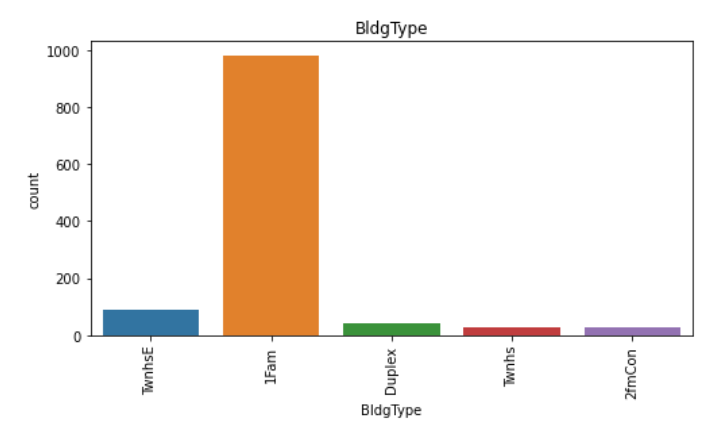 BldgType
1000
800
600
400
200
0
count
TwnhsE
1Fam
Duplex
Twnhs
2fmCon
BldgType